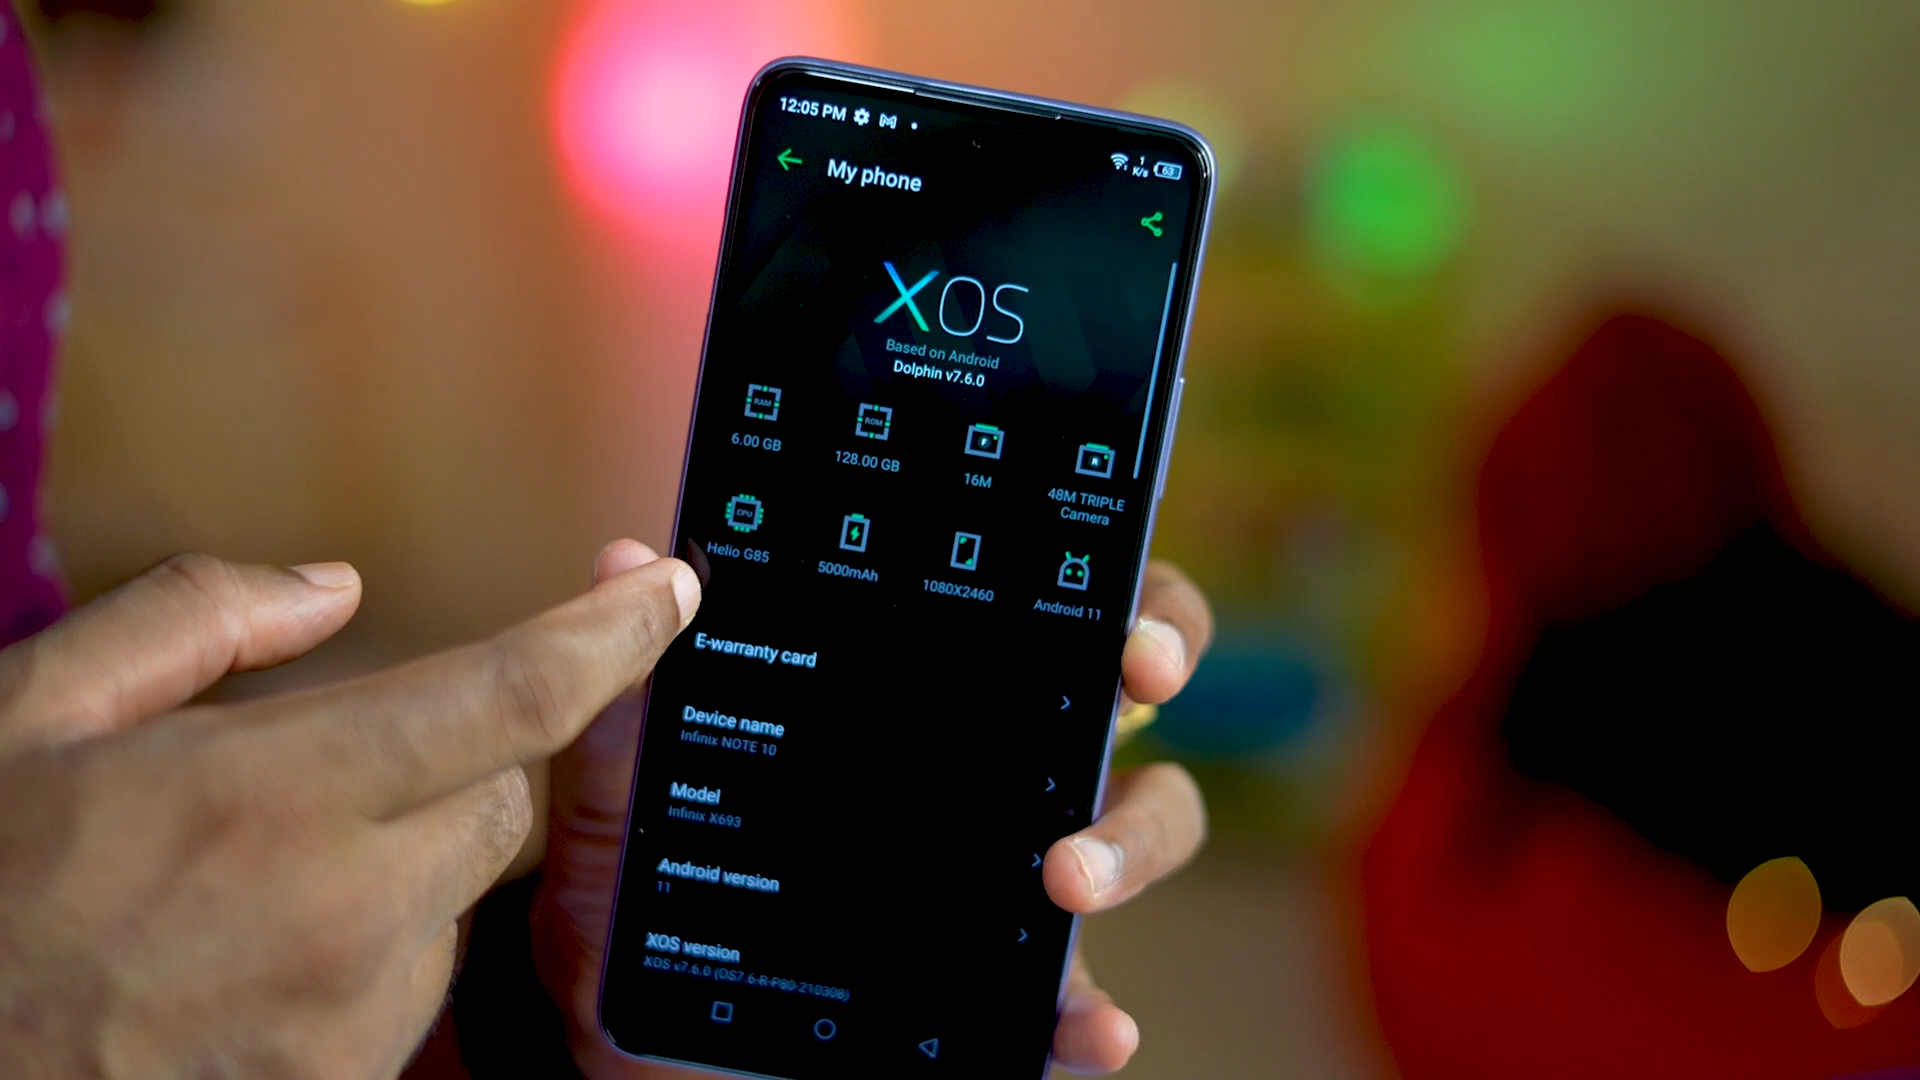 12:05 PM
1
K/s
63
My phone
XOS
Based on Android
Dolphin v7.6.0
RAM
ROM
F
R
6.00 GB
128.00 GB
16M
48M TRIPLE
Camera
CPU
Helio G85
5000mAh
1080X2460
Android 11
E-warranty card
Device name
Infinix NOTE 10
Model
Infinix X693
Android version
11
XOS version
XOS v7.6.0 (OS7.6-R-P80-210308)